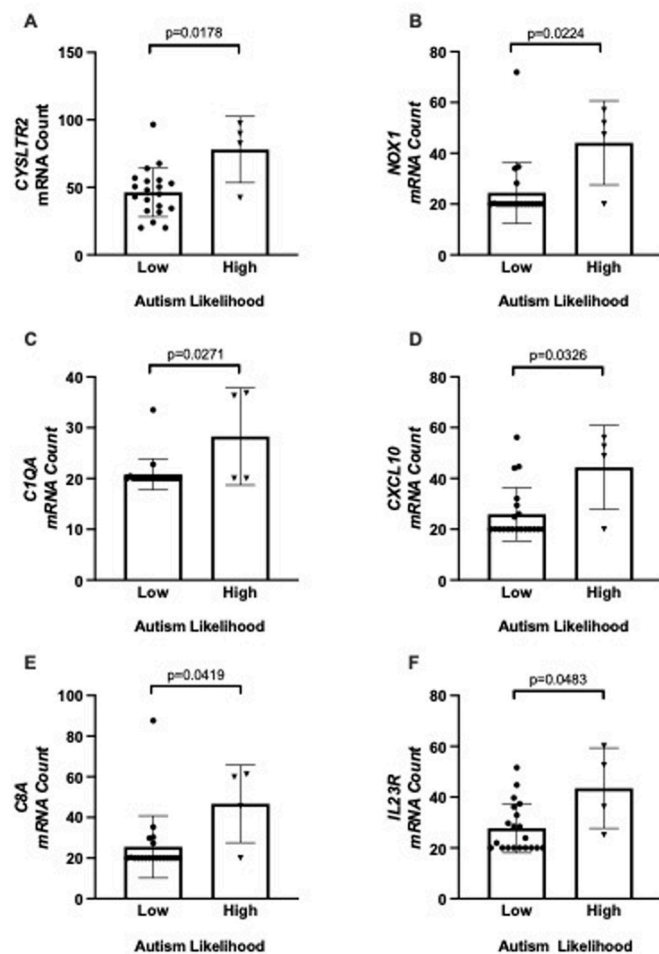 A
p=0.0178
150
100
50
0
CYSLTR2
mRNA Count
Low High
Autism Likelihood
B
p=0.0224
80
60
40
20
0
NOX1
mRNA Count
Low High
Autism Likelihood
C
p=0.0271
40
30
20
10
0
C1QA
mRNA Count
Low High
Autism Likelihood
D
p=0.0326
80
60
40
20
0
CXCL10
mRNA Count
Low High
Autism Likelihood
E
p=0.0419
100
80
60
40
20
0
C8A
mRNA Count
Low High
Autism Likelihood
F
p=0.0483
80
60
40
20
0
IL23R
mRNA Count
Low High
Autism Likelihood